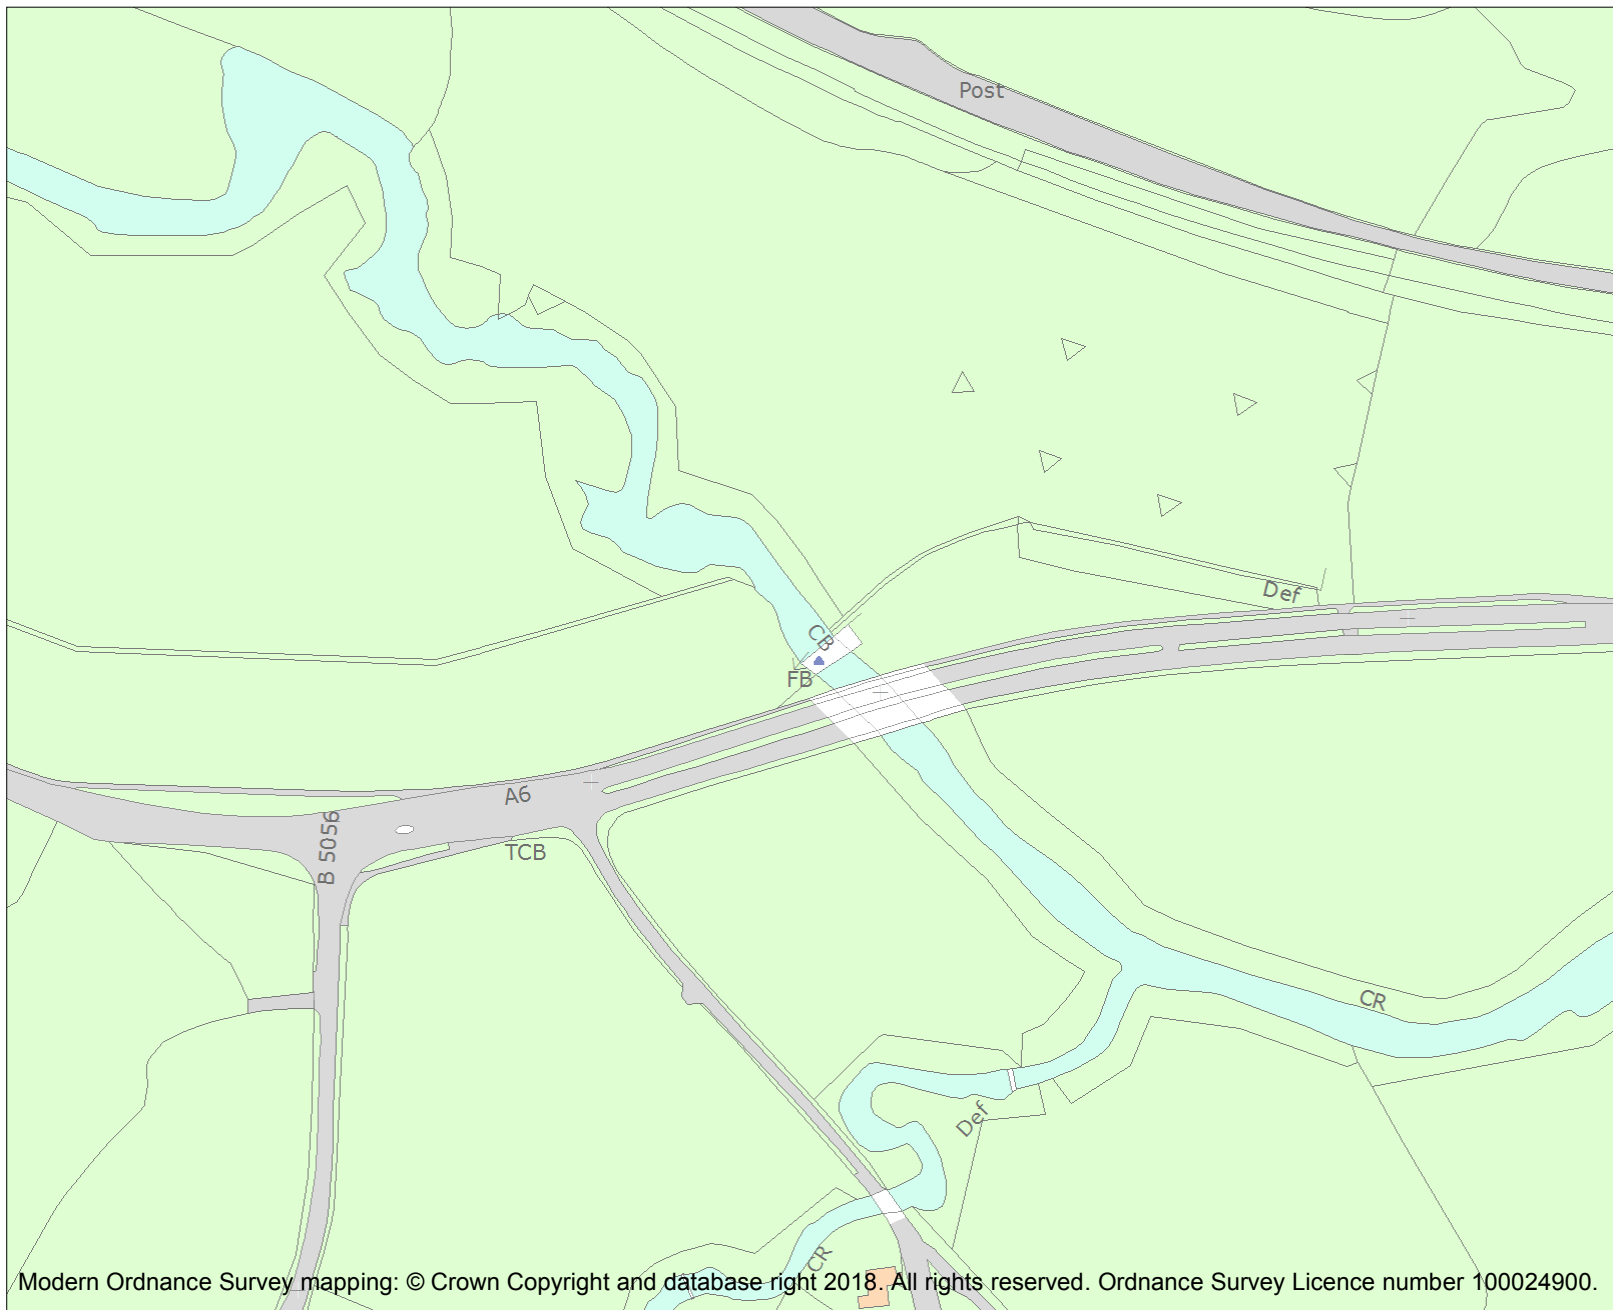 Post
Def
CB
FB
A6
B 5056
TCB
CR
Def
CR
Modern Ordnance Survey mapping: © Crown Copyright and database right 2018. All rights reserved. Ordnance Survey Licence number 100024900.